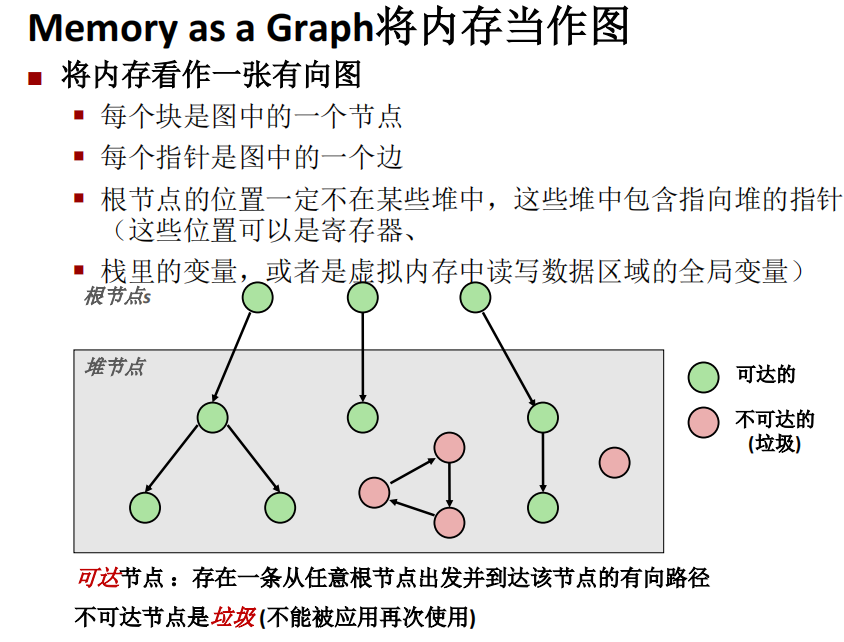 Memory as a Graph将内存当作图
将内存看作一张有向图
每个块是图中的一个节点
每个指针是图中的一个边
根节点的位置一定不在某些堆中，这些堆中包含指向堆的指针
（这些位置可以是寄存器、
栈里的变量，或者是虚拟内存中读写数据区域的全局变量）
根节点s
堆节点
可达的
不可达的
(垃圾)
可达节点 ：存在一条从任意根节点出发并到达该节点的有向路径
不可达节点是垃圾 (不能被应用再次使用)